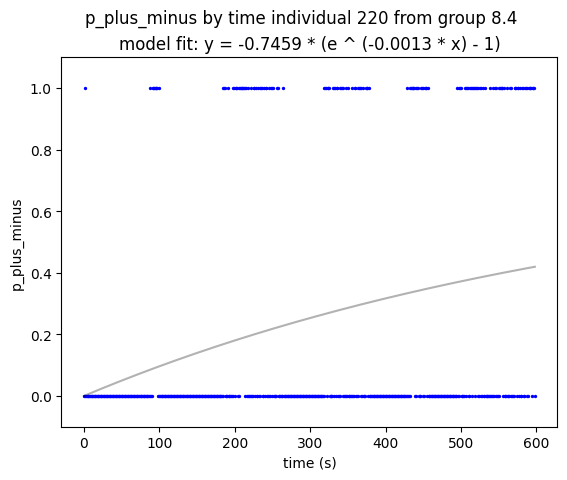 p_plus_minus by time individual 220 from group 8.4
model fit: y = -0.7459 * (e ^ (-0.0013 * x) - 1)
1.0
0.8
0.6
0.4
0.2
0.0
p_plus_minus
0 100 200 300 400 500 600
time (s)